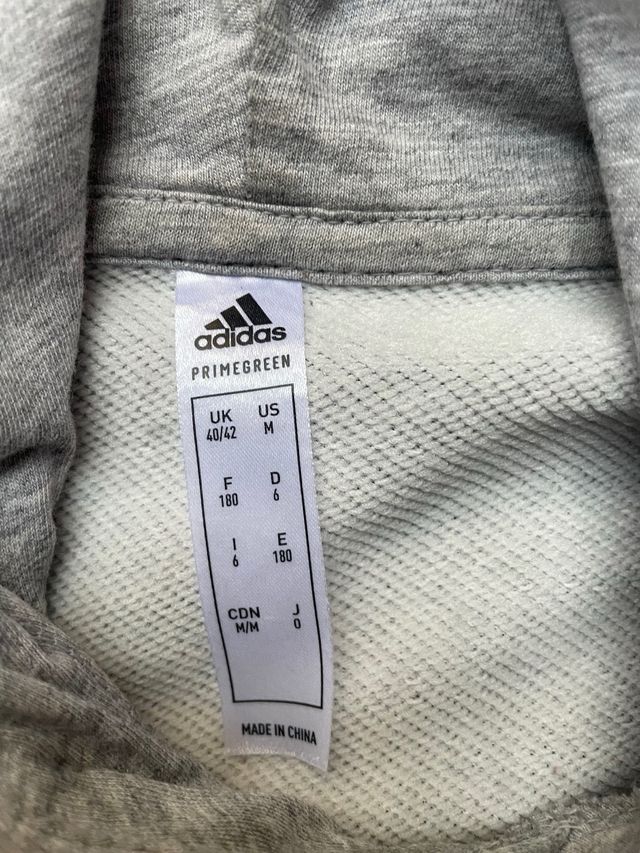 adidas
PRIMEGREEN
UK US
40/42 M
F D
180 6
I E
6 180
CDN J
M/M O
MADE IN CHINA